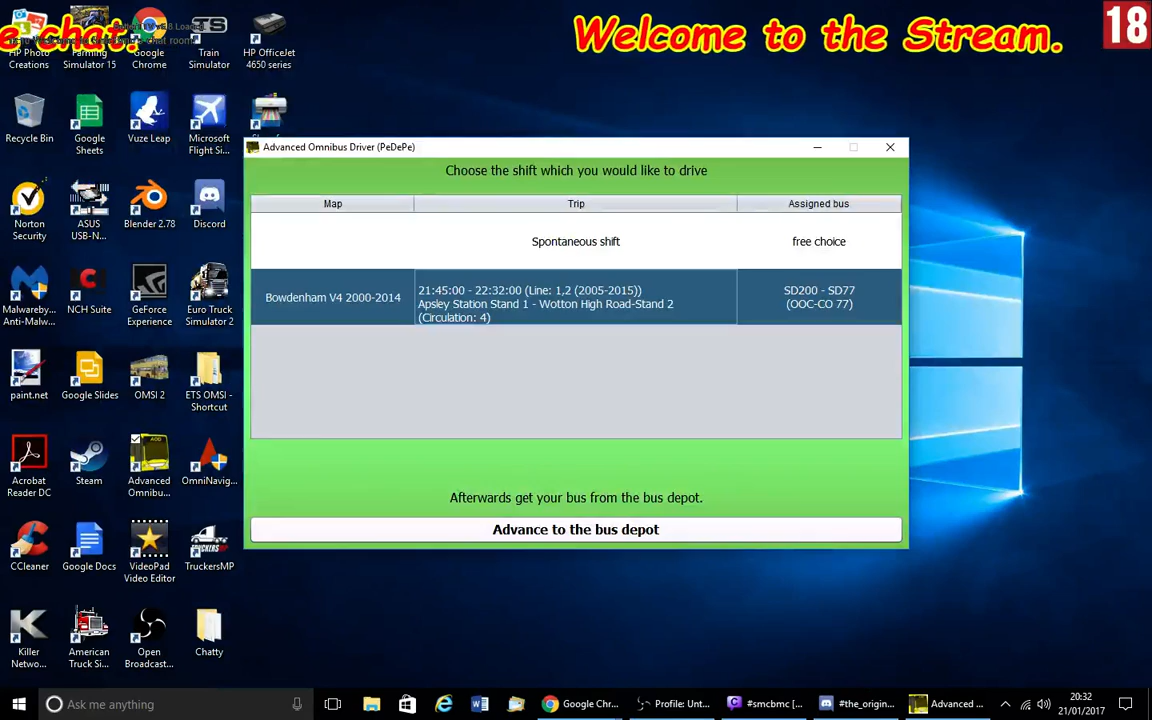 e chat!
Welcome to the Stream.
18
HP Photo Creations
Farming Simulator 15
Google Chrome
TS
Train Simulator
HP OfficeJet 4650 series
Recycle Bin
Google Sheets
Vuze Leap
Microsoft Flight Si...
Norton Security
ASUS USB-N...
Blender 2.78
Discord
Malwareby... Anti-Malw...
NCH Suite
GeForce Experience
Euro Truck Simulator 2
paint.net
Google Slides
OMSI 2
ETS OMSI - Shortcut
Acrobat Reader DC
Steam
AOD
Advanced Omnibu...
OmniNavig...
CCleaner
Google Docs
VideoPad Video Editor
TruckersMP
Killer Netwo...
American Truck Si...
Open Broadcast...
Chatty
Advanced Omnibus Driver (PeDePe)
Choose the shift which you would like to drive
Map Trip Assigned bus
Spontaneous shift free choice
Bowdenham V4 2000-2014
21:45:00 - 22:32:00 (Line: 1,2 (2005-2015))
Apsley Station Stand 1 - Wotton High Road-Stand 2
(Circulation: 4)
SD200 - SD77
(OOC-CO 77)
Afterwards get your bus from the bus depot.
Advance to the bus depot
Ask me anything
Google Chr...
Profile: Unt...
#smcbmc [...
#the_origin...
Advanced ...
20:32
21/01/2017